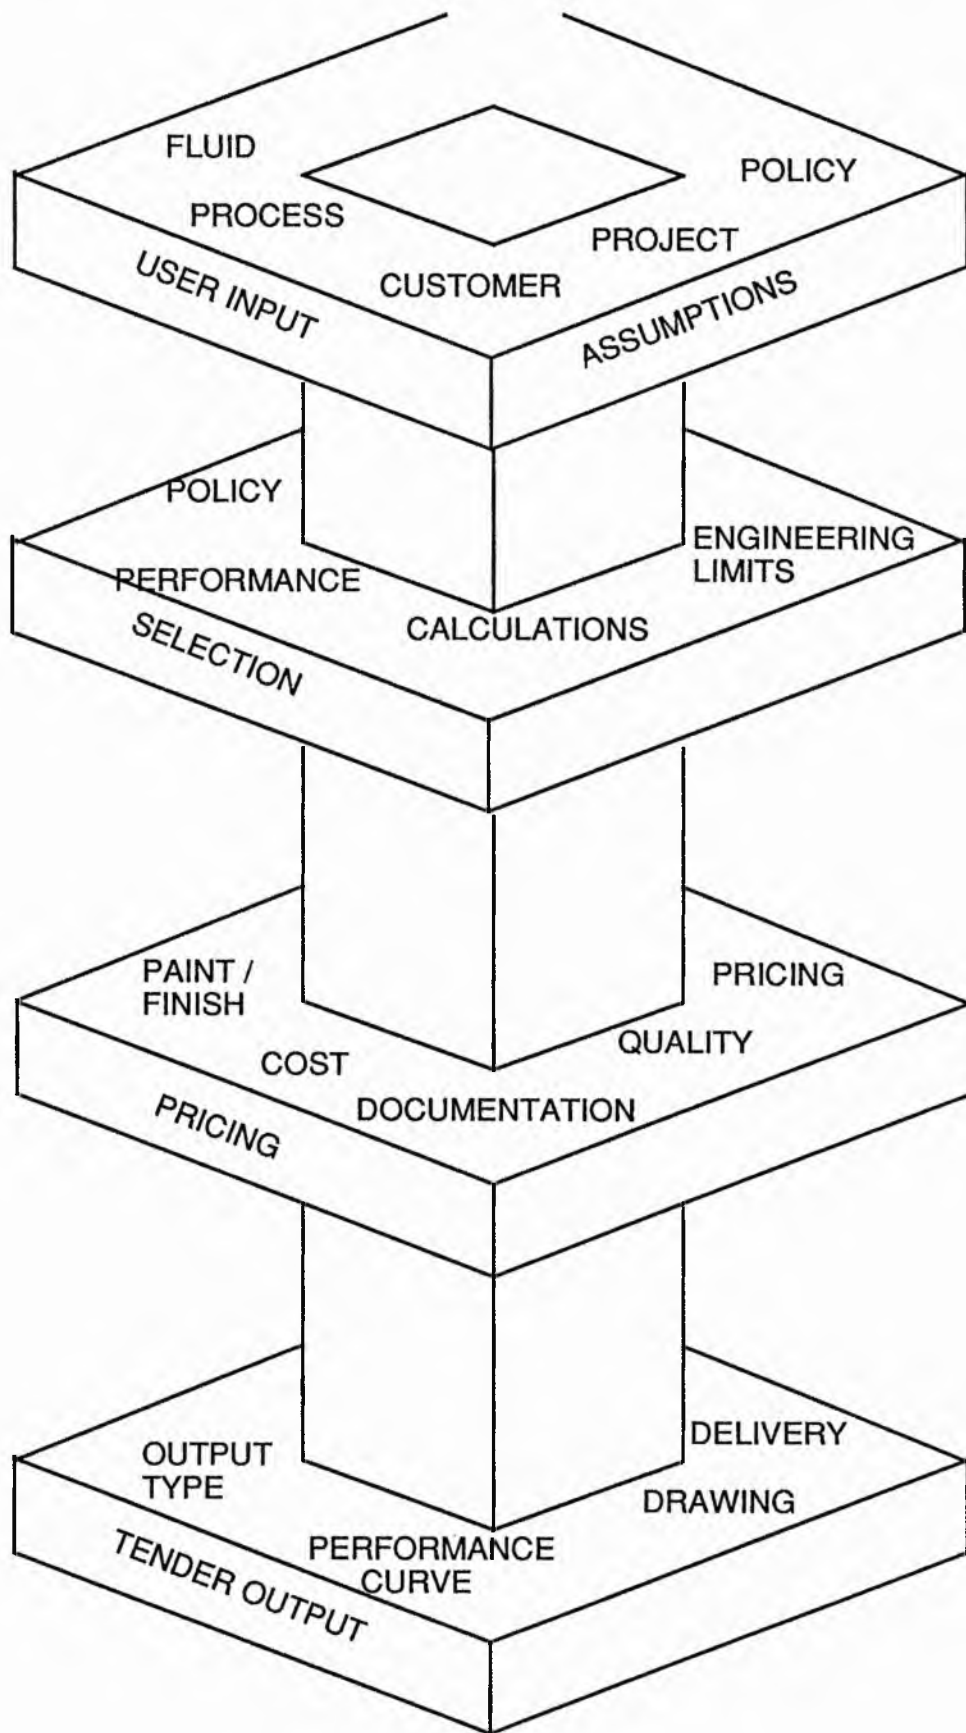 FLUID
POLICY
PROCESS
PROJECT
CUSTOMER
USER INPUT
ASSUMPTIONS
POLICY
ENGINEERING
LIMITS
PERFORMANCE
CALCULATIONS
SELECTION
PAINT /
FINISH
PRICING
QUALITY
COST
DOCUMENTATION
PRICING
DELIVERY
OUTPUT
TYPE
DRAWING
PERFORMANCE
CURVE
TENDER OUTPUT